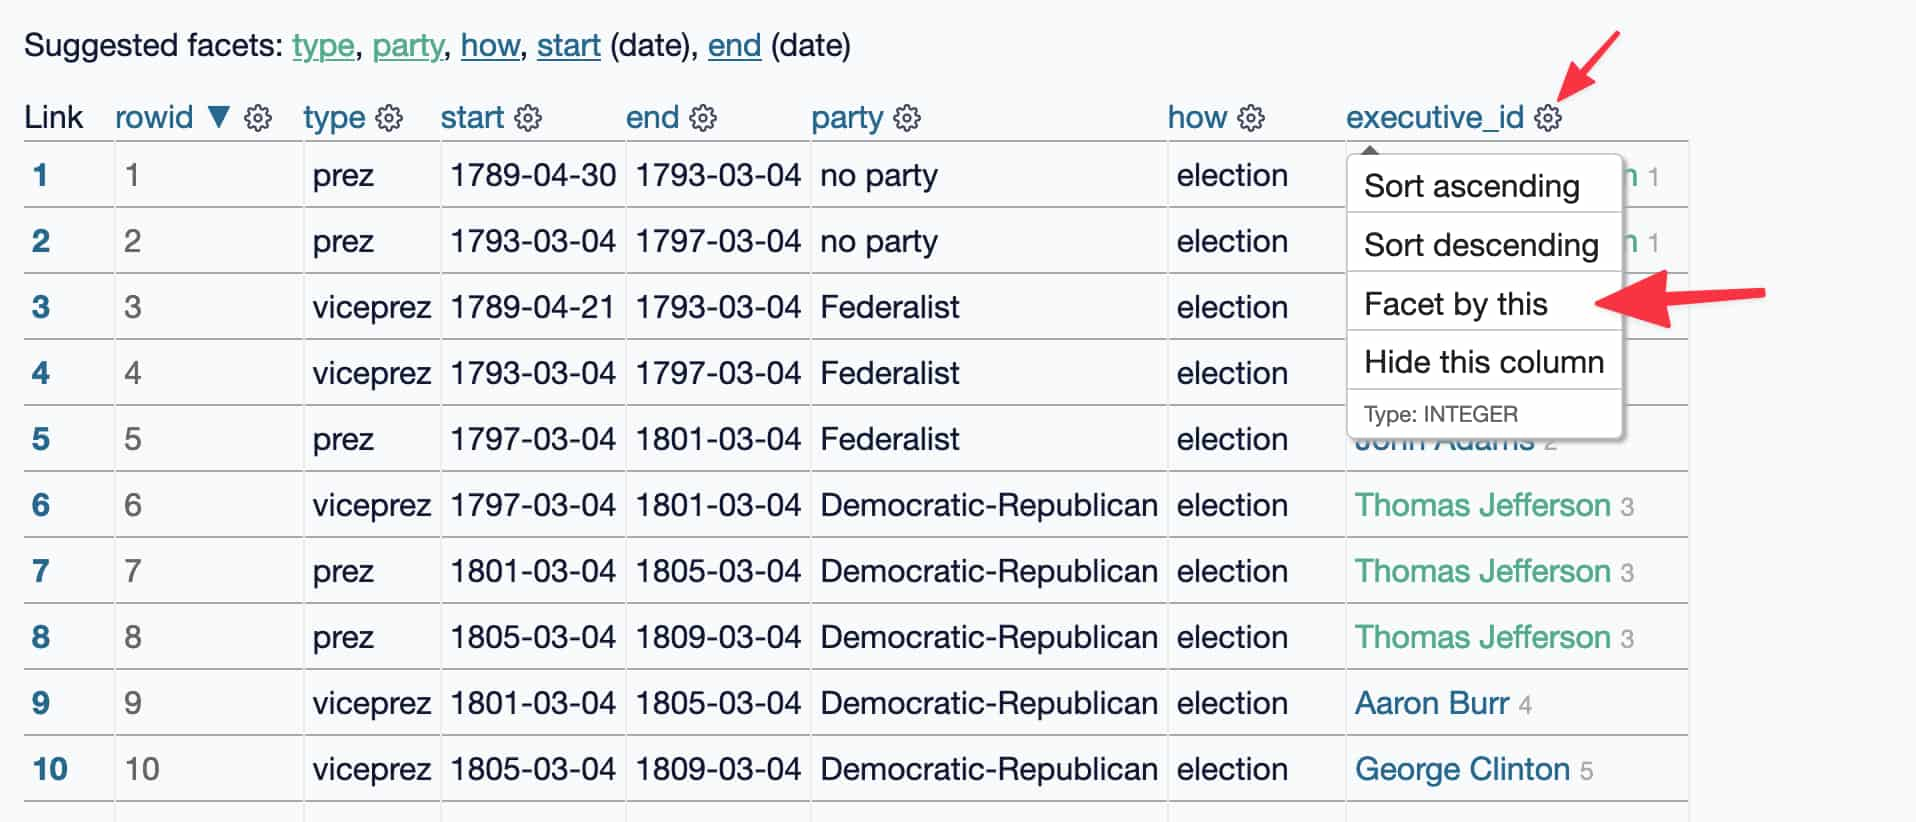 Suggested facets: type, party, how, start (date), end (date)
Link rowid ▼ type start end party how executive_id
1 1 prez 1789-04-30 1793-03-04 no party election 1
2 2 prez 1793-03-04 1797-03-04 no party election 1
3 3 viceprez 1789-04-21 1793-03-04 Federalist election
4 4 viceprez 1793-03-04 1797-03-04 Federalist election
5 5 prez 1797-03-04 1801-03-04 Federalist election John Adams 2
6 6 viceprez 1797-03-04 1801-03-04 Democratic-Republican election Thomas Jefferson 3
7 7 prez 1801-03-04 1805-03-04 Democratic-Republican election Thomas Jefferson 3
8 8 prez 1805-03-04 1809-03-04 Democratic-Republican election Thomas Jefferson 3
9 9 viceprez 1801-03-04 1805-03-04 Democratic-Republican election Aaron Burr 4
10 10 viceprez 1805-03-04 1809-03-04 Democratic-Republican election George Clinton 5
Sort ascending
Sort descending
Facet by this
Hide this column
Type: INTEGER